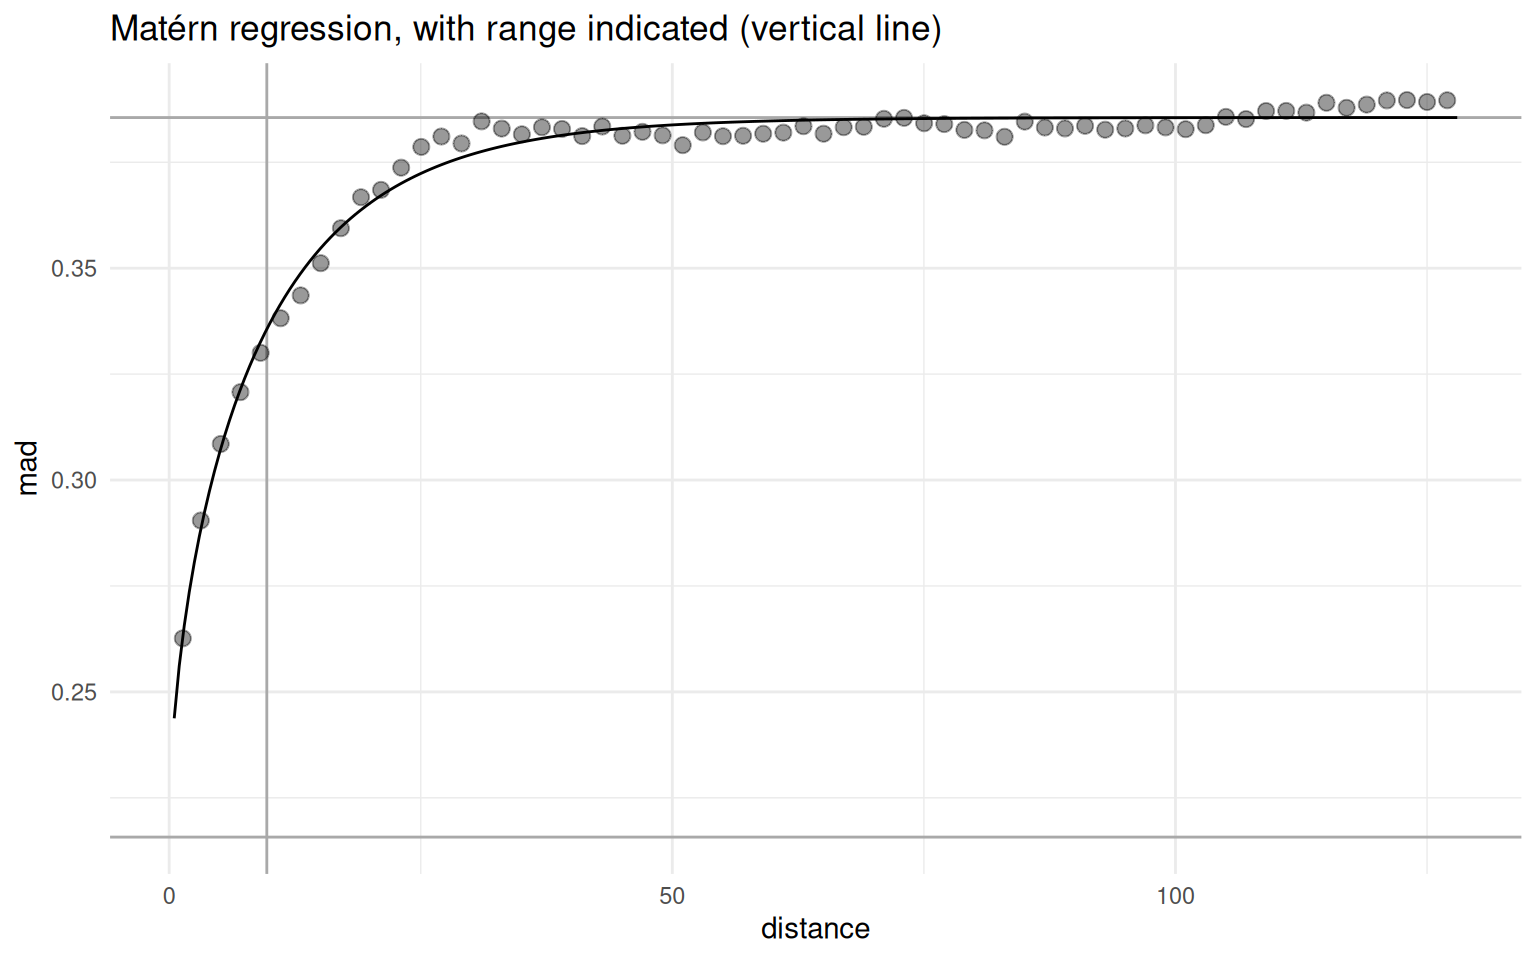 Matérn regression, with range indicated (vertical line)
mad
0.35
0.30
0.25
0
50
100
distance